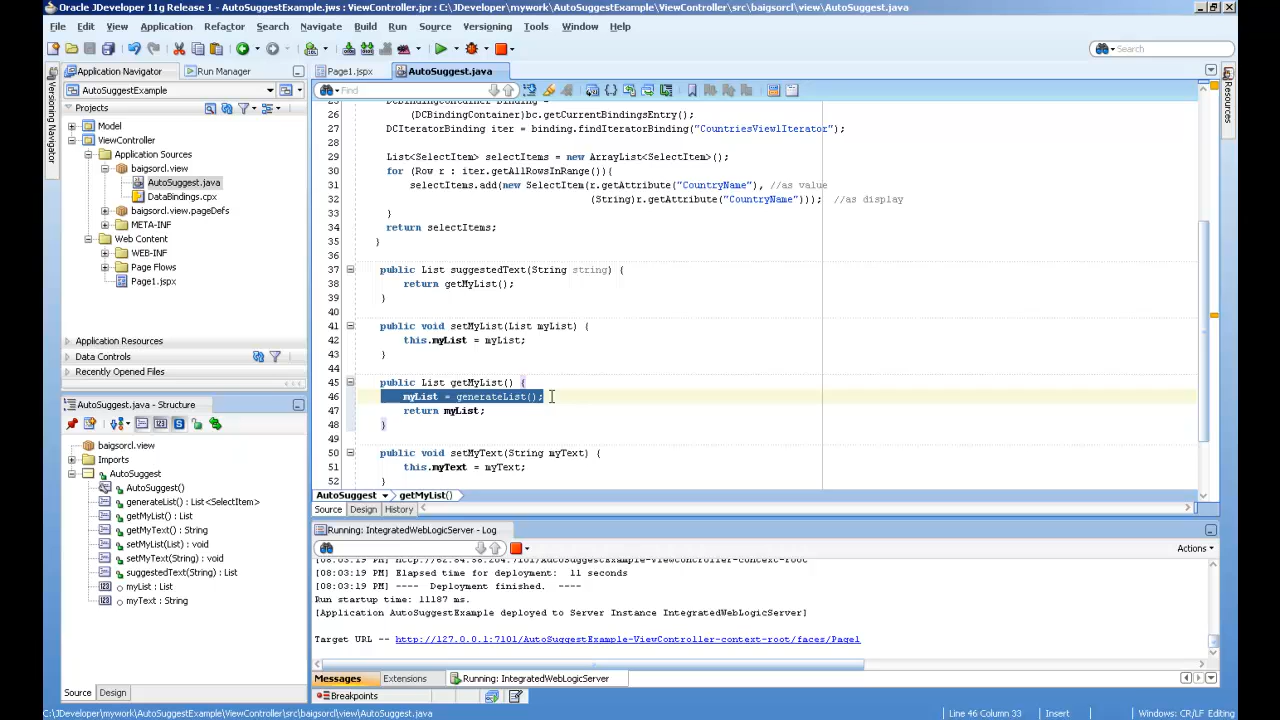 Oracle JDeveloper 11g Release 1 - AutoSuggestExample.jws : ViewController.jpr : C:\JDeveloper\mywork\AutoSuggestExample\ViewController\src\baigsorcl\view\AutoSuggest.java
File Edit View Application Refactor Search Navigate Build Run Source Versioning Tools Window Help
Search
Application Navigator
Run Manager
Page1.jspx
AutoSuggest.java
AutoSuggestExample
Find
Projects
Versioning Navigator
Resources
Model
ViewController
Application Sources
baigsorcl.view
AutoSuggest.java
DataBindings.cpx
baigsorcl.view.pageDefs
META-INF
Web Content
WEB-INF
Page Flows
Page1.jspx
Application Resources
Data Controls
Recently Opened Files
26 (DCBindingContainer)bc.getCurrentBindingsEntry();
27 DCIteratorBinding iter = binding.findIteratorBinding("CountriesView1Iterator");
28
29 List<SelectItem> selectItems = new ArrayList<SelectItem>();
30 for (Row r : iter.getAllRowsInRange()){
31 selectItems.add(new SelectItem(r.getAttribute("CountryName"), //as value
32 (String)r.getAttribute("CountryName"))); //as display
33 }
34 return selectItems;
35 }
36
37 public List suggestedText(String string) {
38 return getMyList();
39 }
40
41 public void setMyList(List myList) {
42 this.myList = myList;
43 }
44
45 public List getMyList() {
46 myList = generateList();
47 return myList;
48 }
49
50 public void setMyText(String myText) {
51 this.myText = myText;
52 }
AutoSuggest
getMyList()
Source Design History
AutoSuggest.java - Structure
baigsorcl.view
Imports
AutoSuggest
AutoSuggest()
generateList() : List<SelectItem>
getMyList() : List
getMyText() : String
setMyList(List) : void
setMyText(String) : void
suggestedText(String) : List
myList : List
myText : String
Source Design
Running: IntegratedWebLogicServer - Log
Actions
[08:03:19 PM] Elapsed time for deployment: 11 seconds
[08:03:19 PM] ---- Deployment finished. ----
Run startup time: 11187 ms.
[Application AutoSuggestExample deployed to Server Instance IntegratedWebLogicServer]
Target URL -- http://127.0.0.1:7101/AutoSuggestExample-ViewController-context-root/faces/Page1
Messages Extensions Running: IntegratedWebLogicServer
Breakpoints
C:\JDeveloper\mywork\AutoSuggestExample\ViewController\src\baigsorcl\view\AutoSuggest.java
Line 46 Column 33 Insert Windows: CR/LF Editing